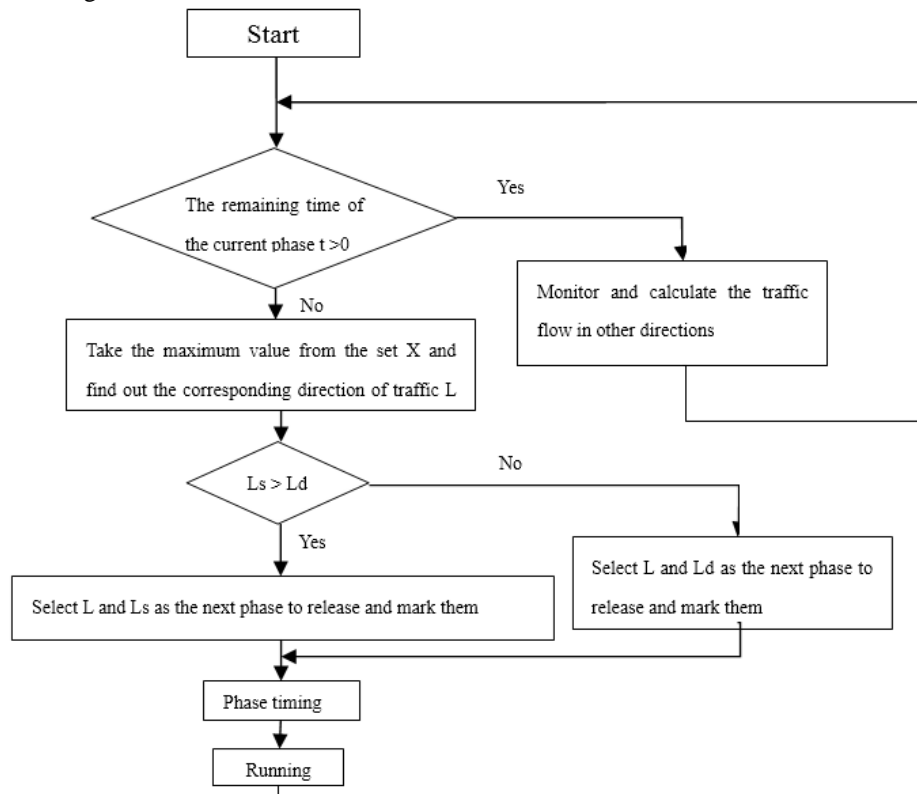 Start
Yes
The remaining time of
the current phase t >0
Monitor and calculate the traffic
flow in other directions
No
Take the maximum value from the set X and
find out the corresponding direction of traffic L
No
Ls > Ld
Yes
Select L and Ld as the next phase to
release and mark them
Select L and Ls as the next phase to release and mark them
Phase timing
Running